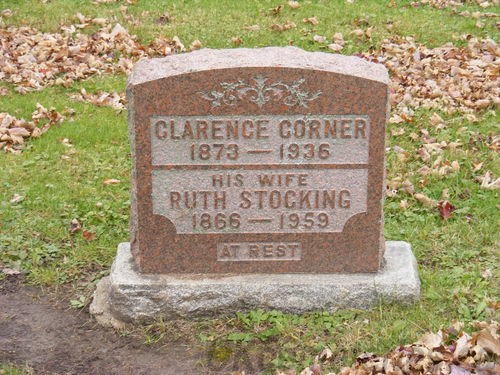 CLARENCE CORNER
1873 — 1936
HIS WIFE
RUTH STOCKING
1866 — 1959
AT REST